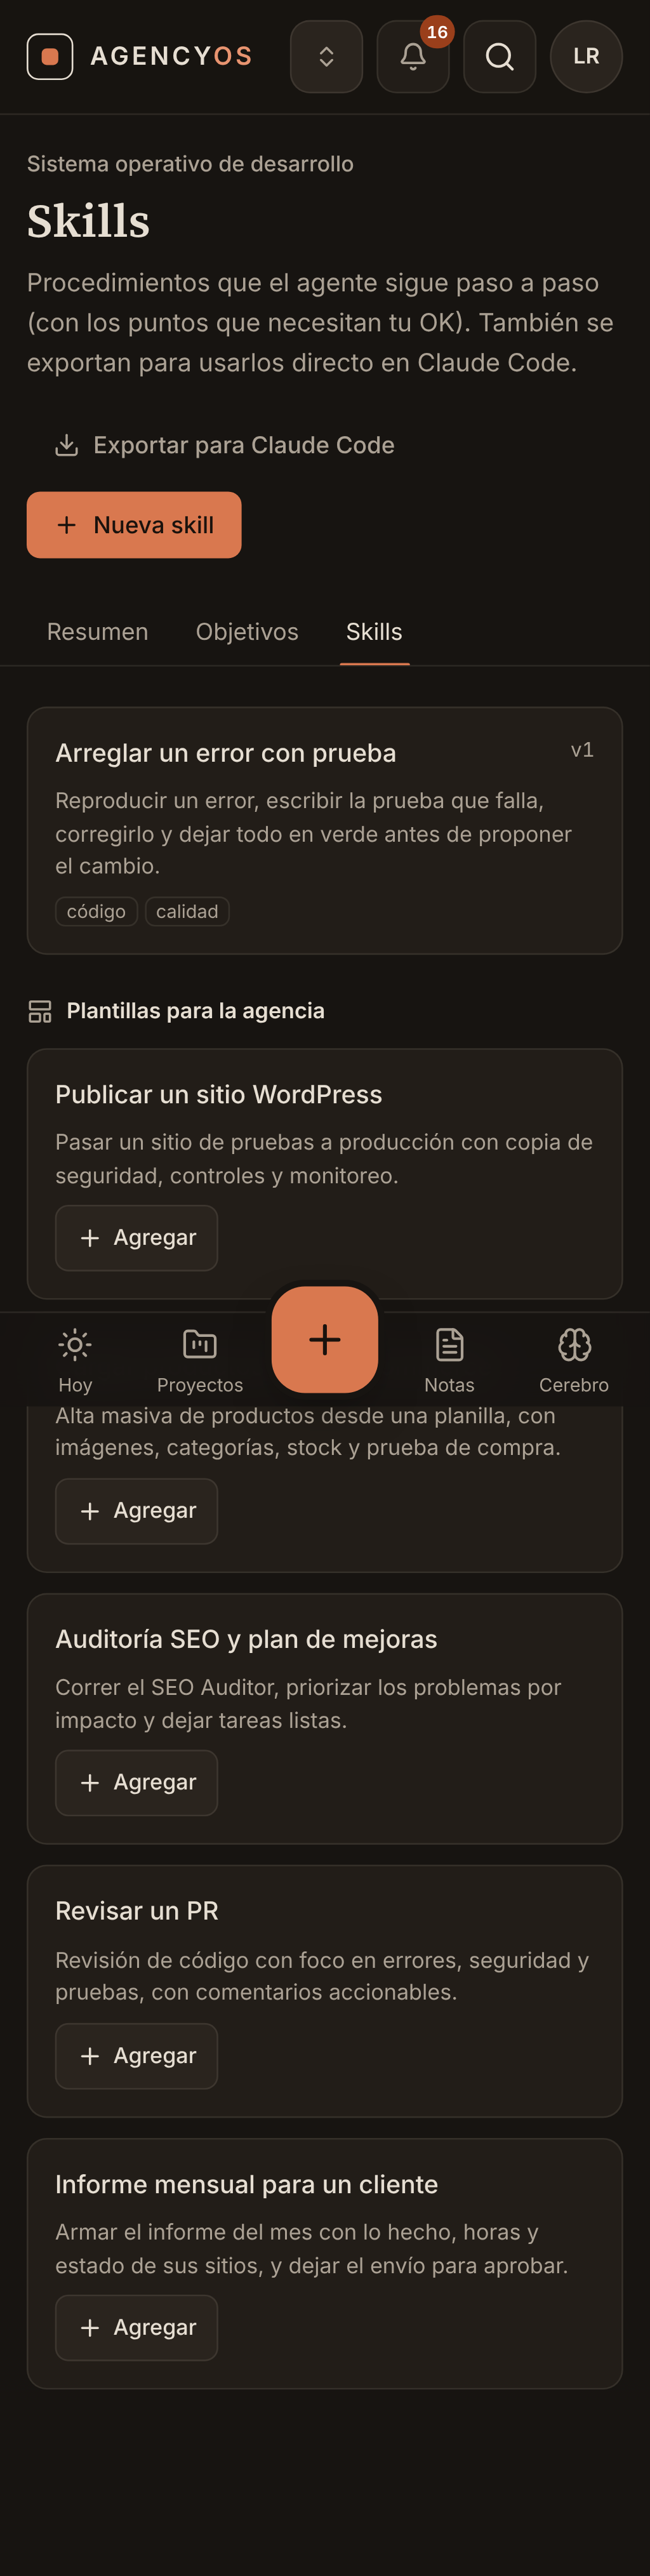 AGENCYOS
16
LR
Sistema operativo de desarrollo
Skills
Procedimientos que el agente sigue paso a paso
(con los puntos que necesitan tu OK). También se
exportan para usarlos directo en Claude Code.
Exportar para Claude Code
Nueva skill
Resumen Objetivos Skills
Arreglar un error con prueba v1
Reproducir un error, escribir la prueba que falla,
corregirlo y dejar todo en verde antes de proponer
el cambio.
código calidad
Plantillas para la agencia
Publicar un sitio WordPress
Pasar un sitio de pruebas a producción con copia de
seguridad, controles y monitoreo.
Agregar
Hoy Proyectos Notas Cerebro
Alta masiva de productos desde una planilla, con
imágenes, categorías, stock y prueba de compra.
Agregar
Auditoría SEO y plan de mejoras
Correr el SEO Auditor, priorizar los problemas por
impacto y dejar tareas listas.
Agregar
Revisar un PR
Revisión de código con foco en errores, seguridad y
pruebas, con comentarios accionables.
Agregar
Informe mensual para un cliente
Armar el informe del mes con lo hecho, horas y
estado de sus sitios, y dejar el envío para aprobar.
Agregar